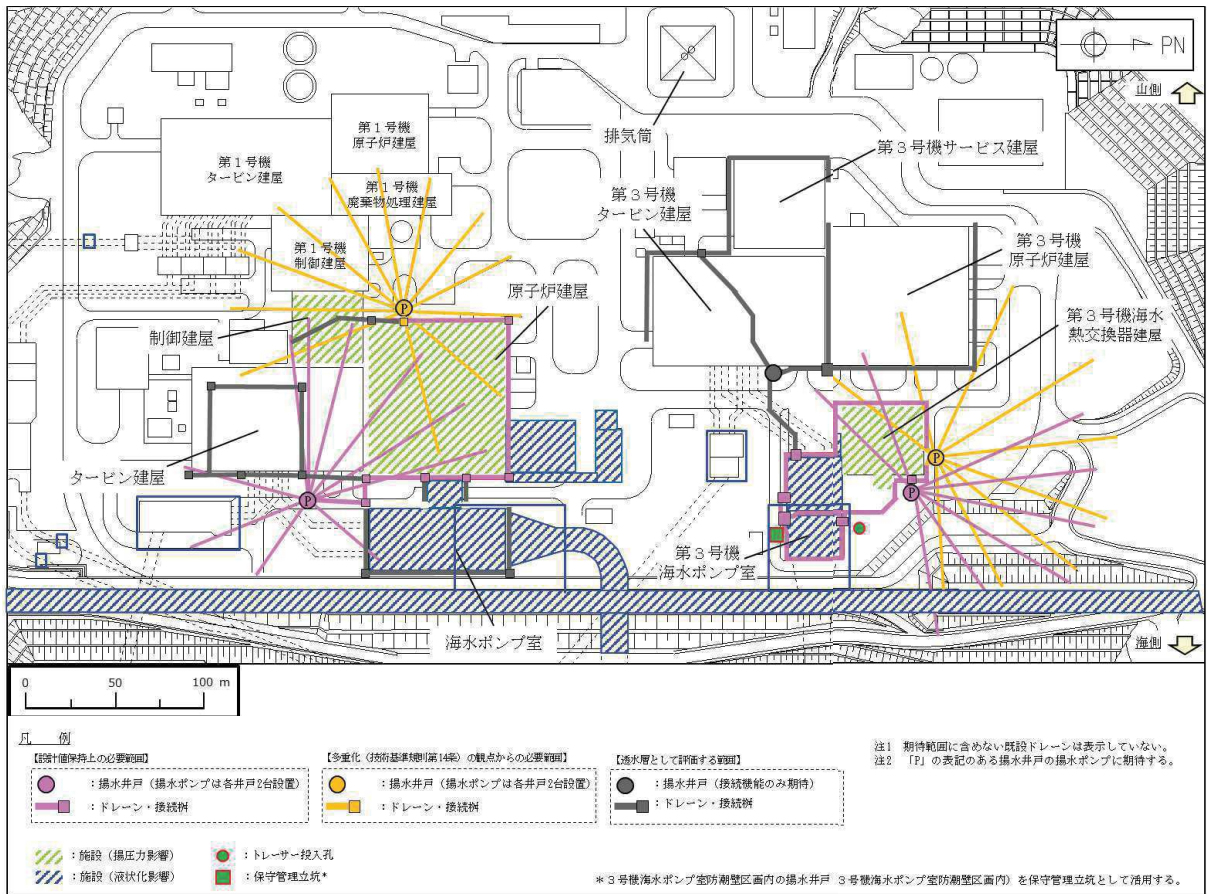 PN
山側
排気筒
第1号機
原子炉建屋
第1号機
タービン建屋
第3号機サービス建屋
第1号機
廃棄物処理建屋
第3号機
タービン建屋
第1号機
制御建屋
第3号機
原子炉建屋
原子炉建屋
P
第3号機海水
熱交換器建屋
制御建屋
P
タービン建屋
P
P
第3号機
海水ポンプ室
海水ポンプ室
海側
0 50 100 m
凡 例
【設計値保持上の必要範囲】
:揚水井戸(揚水ポンプは各井戸2台設置)
:ドレーン・接続桝
【多重化(技術基準規則第14条)の観点からの必要範囲】
:揚水井戸(揚水ポンプは各井戸2台設置)
:ドレーン・接続桝
【透水層として評価する範囲】
:揚水井戸(接続機能のみ期待)
:ドレーン・接続桝
注1 期待範囲に含めない既設ドレーンは表示していない。
注2 「P」の表記のある揚水井戸の揚水ポンプに期待する。
:施設(揚圧力影響)
:トレーサー投入孔
:施設(液状化影響)
:保守管理立坑*
*3号機海水ポンプ室防潮壁区画内の揚水井戸 3号機海水ポンプ室防潮壁区画内)を保守管理立坑として活用する。